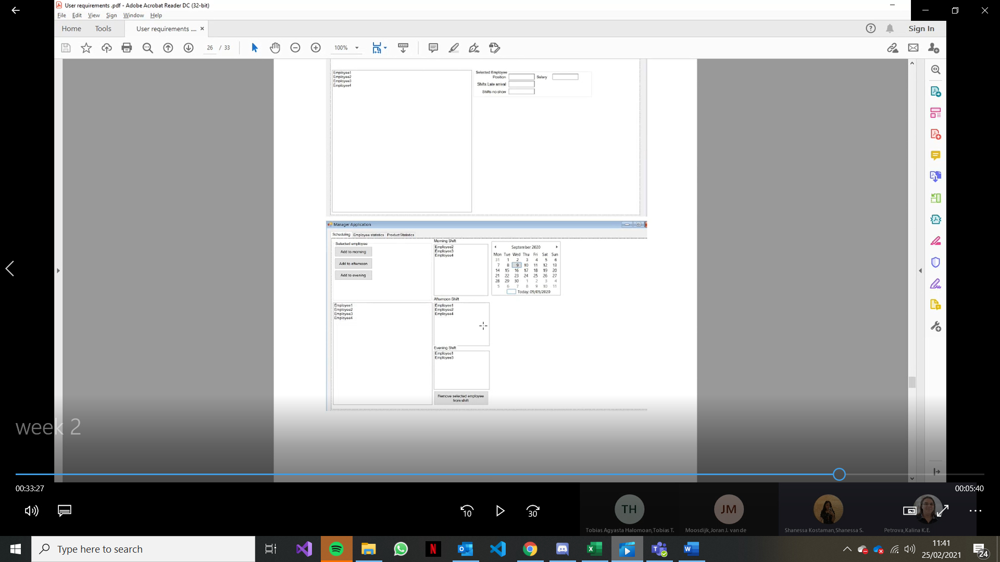 User requirements .pdf - Adobe Acrobat Reader DC (32-bit)
File Edit View Sign Window Help
Home Tools User requirements .... × Sign In
26 / 33 100%
Employee1
Employee2
Employee3
Employee4
Selected Employee
Position Salary
Shifts Late arrival
Shifts no show
Manager Application
Scheduling Employee statistics Product Statistics
Selected employee
Add to morning
Add to afternoon
Add to evening
Employee1
Employee2
Employee3
Employee4
Morning Shift
Employee2
Employee3
Employee4
Afternoon Shift
Employee1
Employee2
Employee4
Evening Shift
Employee1
Employee3
Remove selected employee
from shift
September 2020
Mon Tue Wed Thu Fri Sat Sun
31 1 2 3 4 5 6
7 8 9 10 11 12 13
14 15 16 17 18 19 20
21 22 23 24 25 26 27
28 29 30 1 2 3 4
5 6 7 8 9 10 11
Today: 09/09/2020
week 2
00:33:27 00:05:40
10 30
TH JM
Tobias Agyasta Halomoan,Tobias T. Moosdijk,Joran J. van de Shanessa Kostaman,Shanessa S. Petrova,Kalina K.E.
Type here to search
11:41
25/02/2021
24